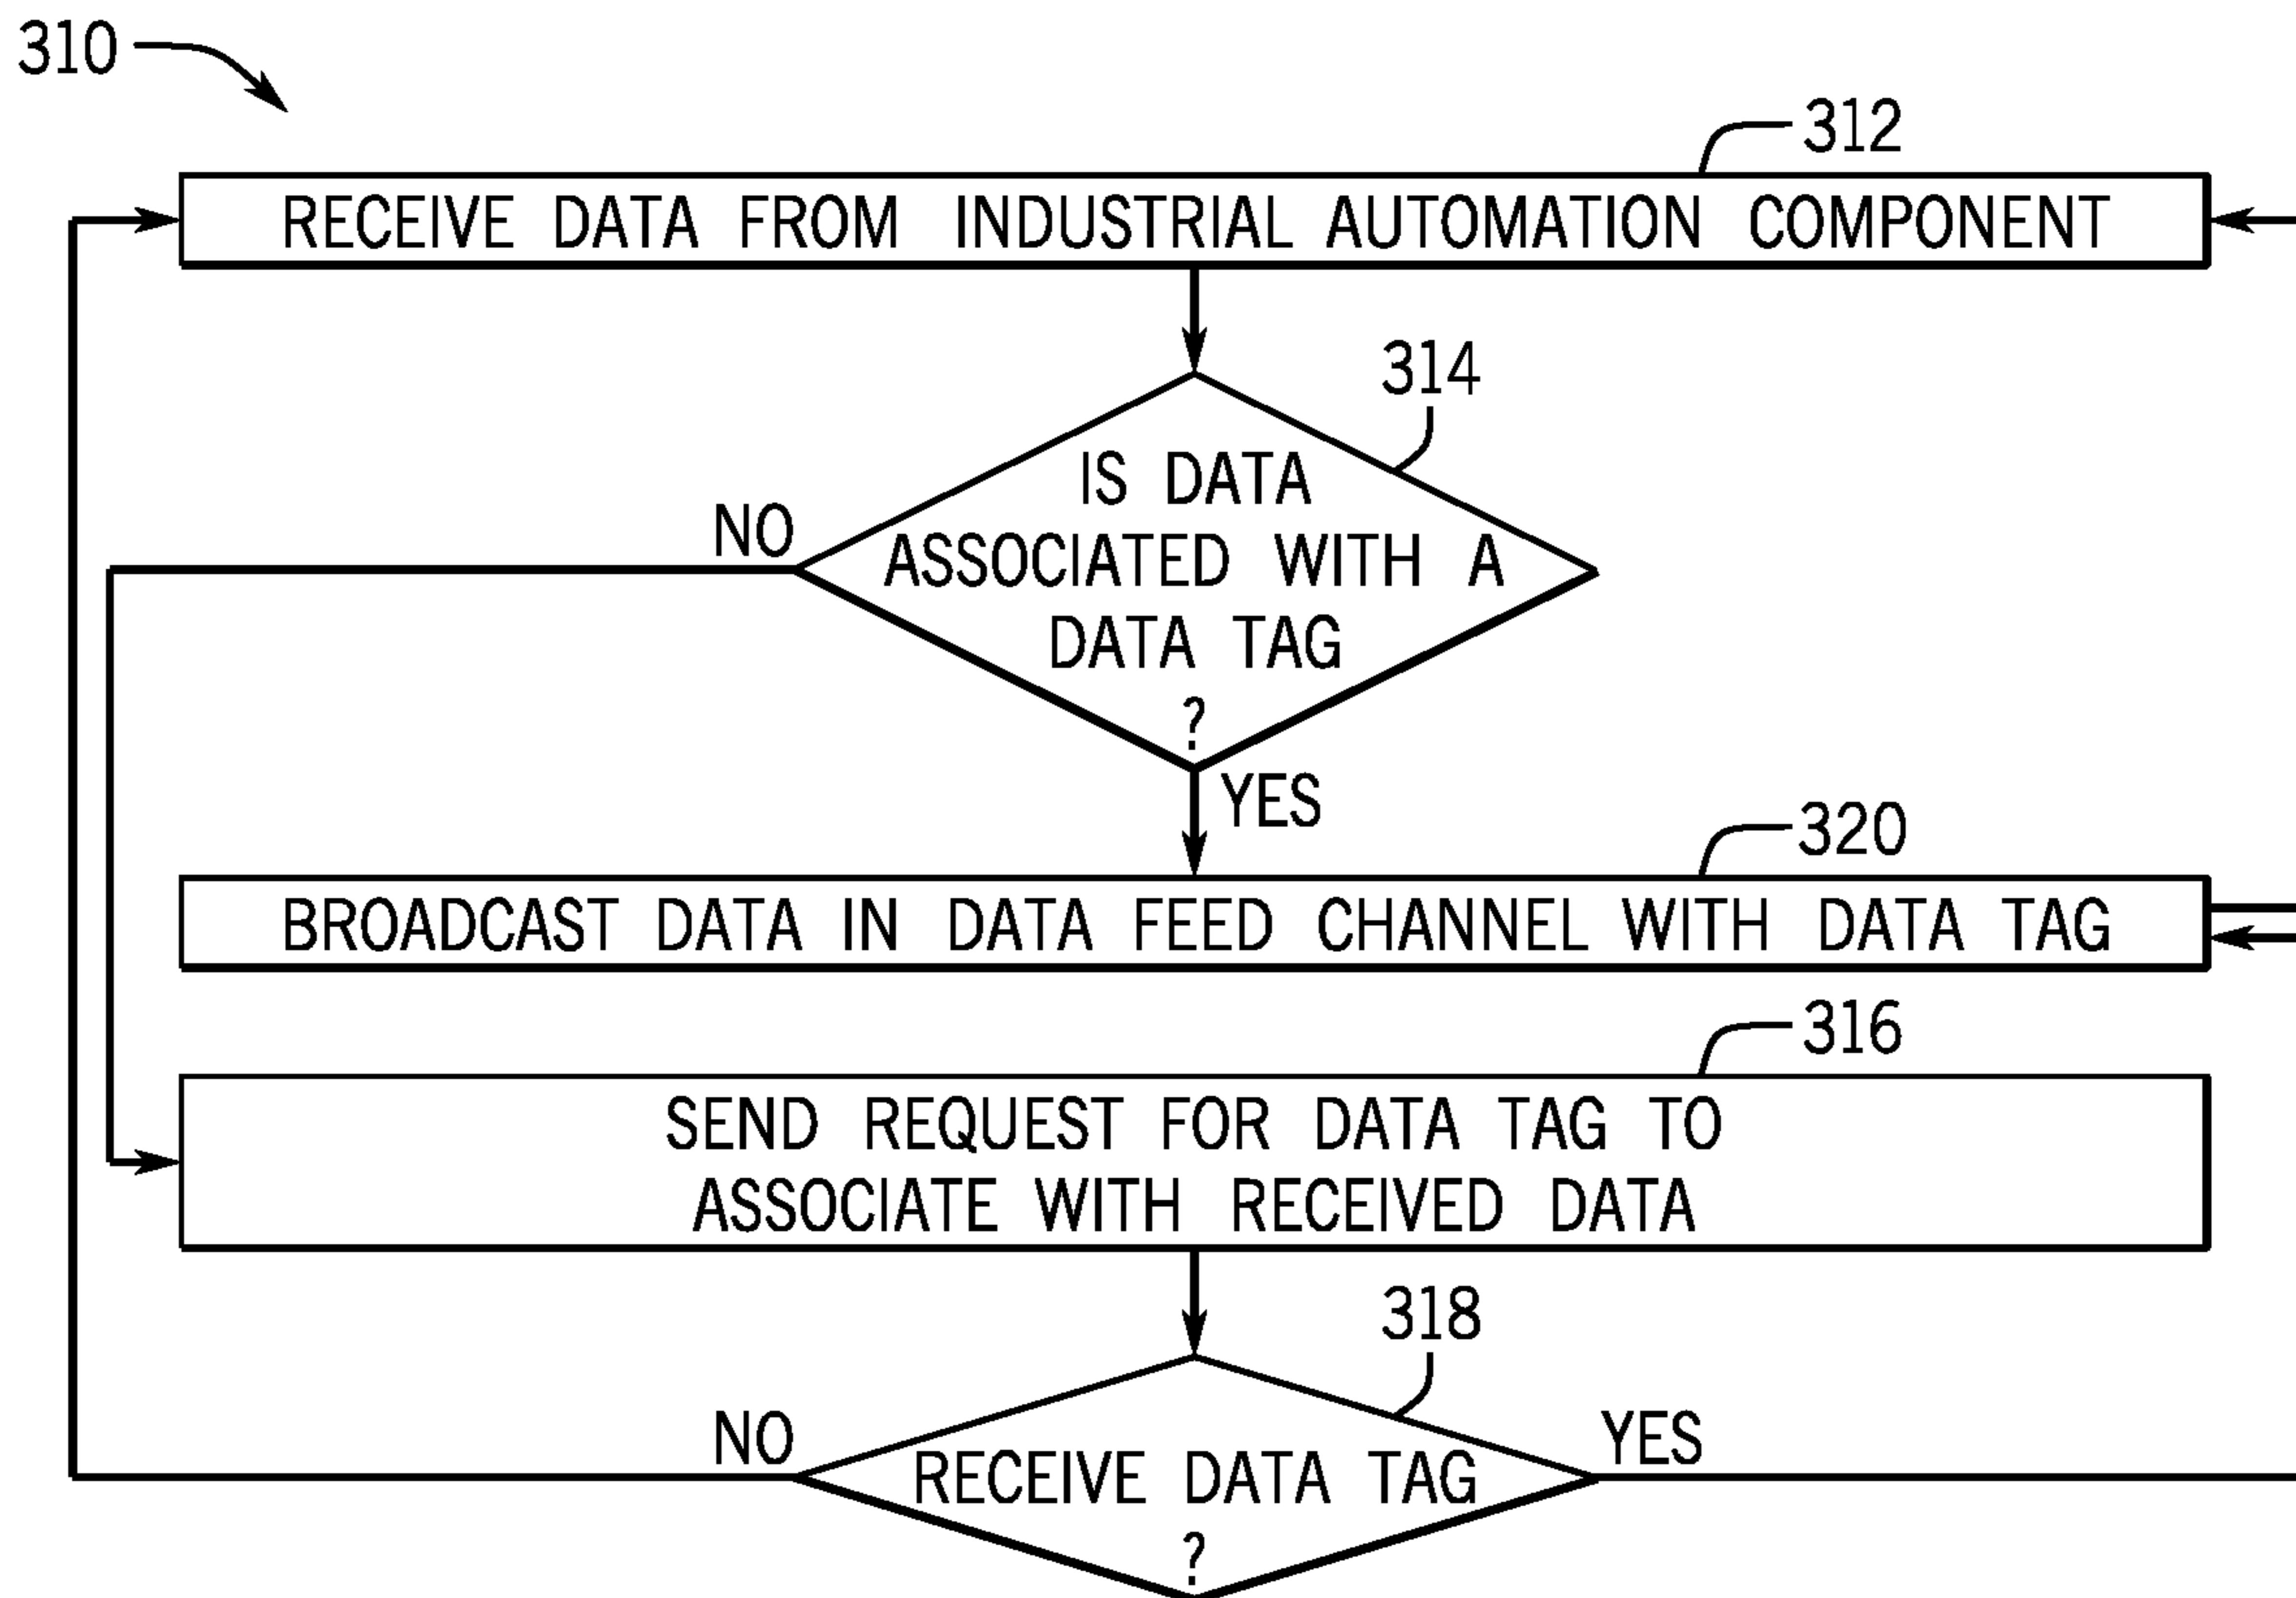 310
312
RECEIVE DATA FROM INDUSTRIAL AUTOMATION COMPONENT
314
IS DATA
ASSOCIATED WITH A
DATA TAG
?
NO
YES
320
BROADCAST DATA IN DATA FEED CHANNEL WITH DATA TAG
316
SEND REQUEST FOR DATA TAG TO
ASSOCIATE WITH RECEIVED DATA
318
NO
RECEIVE DATA TAG
?
YES